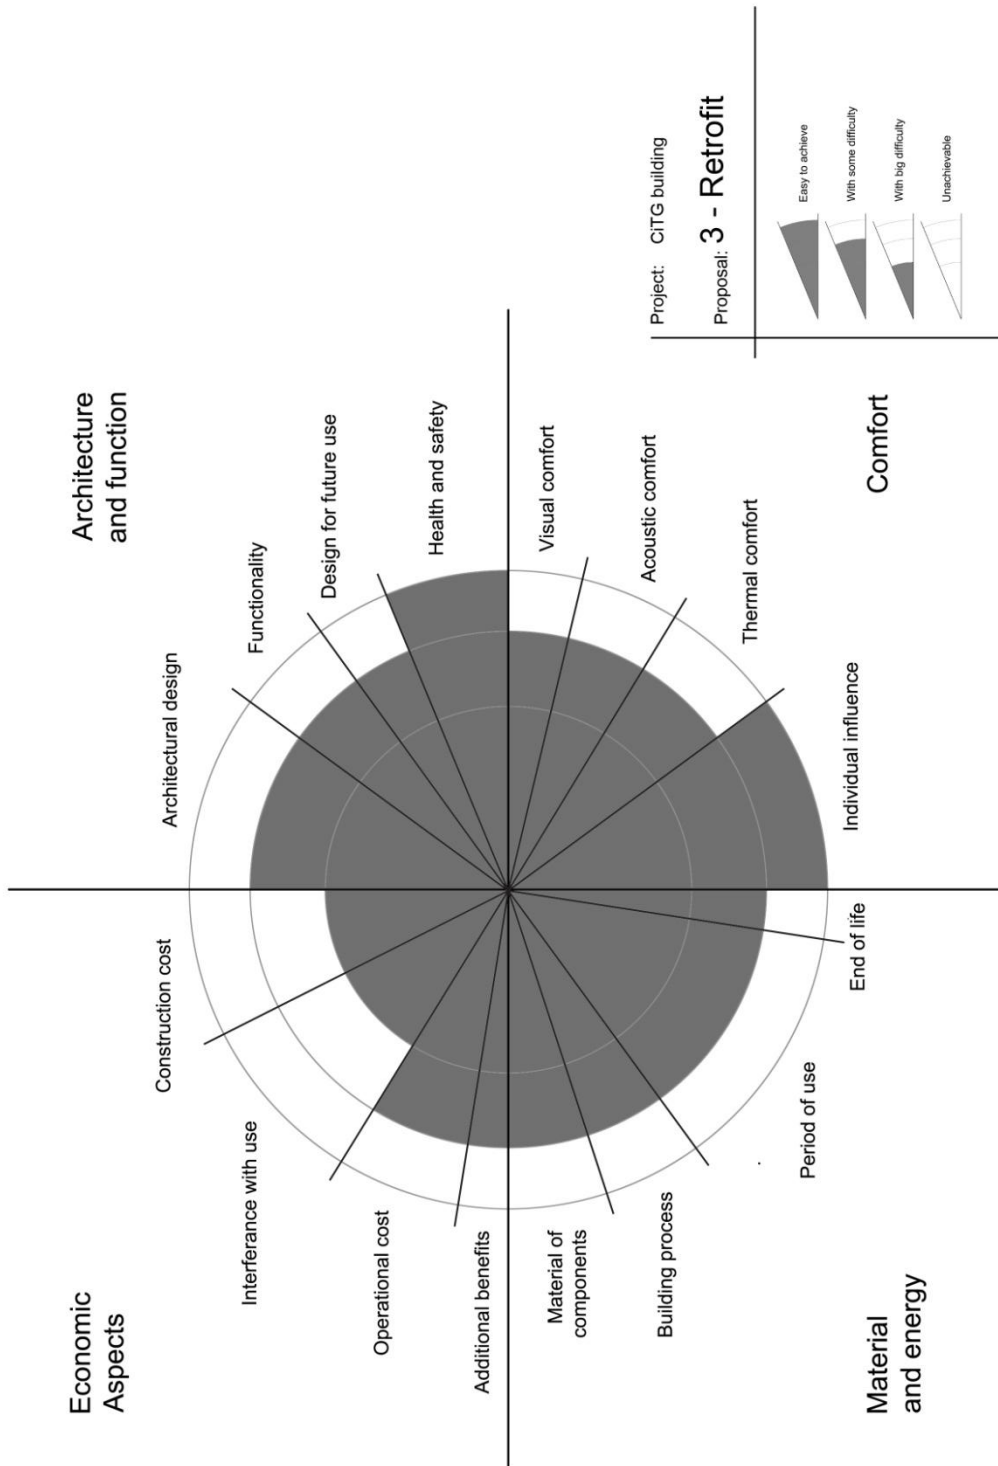 Economic
Aspects
Architecture
and function
Construction cost
Architectural design
Interferance with use
Functionality
Operational cost
Design for future use
Additional benefits
Health and safety
Material of
components
Visual comfort
Building process
Acoustic comfort
Period of use
Thermal comfort
End of life
Individual influence
Material
and energy
Comfort
Project: CiTG building
Proposal: 3 - Retrofit
Easy to achieve
With some difficulty
With big difficulty
Unachievable